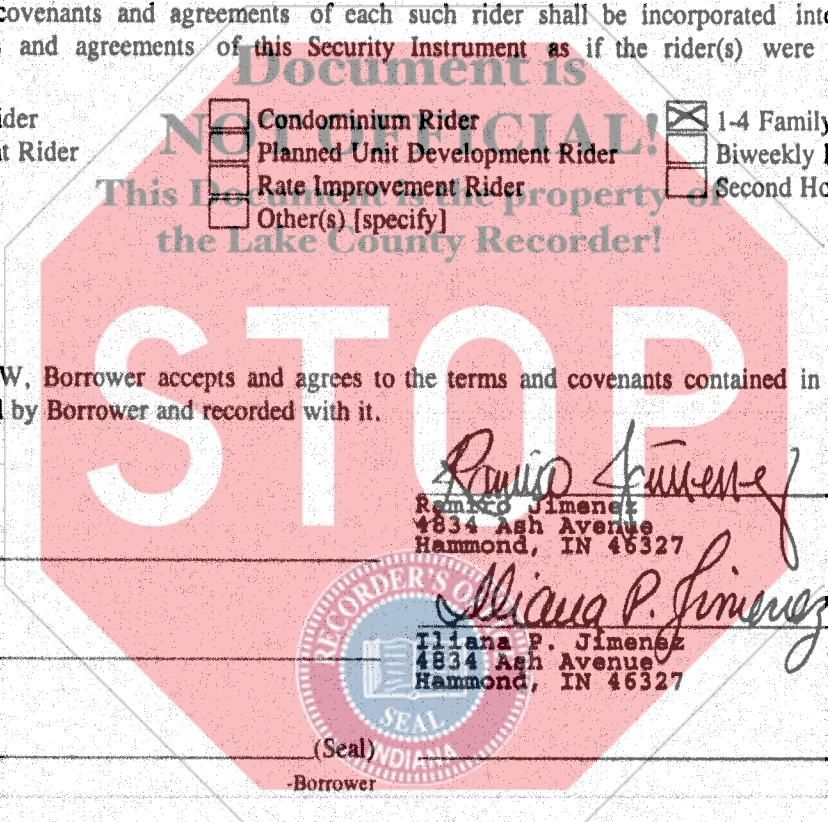 covenants and agreements of each such rider shall be incorporated int
and agreements of this Security Instrument as if the rider(s) were
Document is
ider
Condominium Rider
1-4 Family
NOT OFFICIAL!
t Rider
Planned Unit Development Rider
Biweekly
Rate Improvement Rider
Second Ho
This Document is the property of
Other(s) [specify]
the Lake County Recorder!
STOP
W, Borrower accepts and agrees to the terms and covenants contained in
by Borrower and recorded with it.
Ramiro Jimenez
Ramiro Jimenez
4834 Ash Avenue
Hammond, IN 46327
Iliana P. Jimenez
Iliana P. Jimenez
4834 Ash Avenue
Hammond, IN 46327
RECORDER'S OFFICE
SEAL
INDIANA
(Seal)
-Borrower